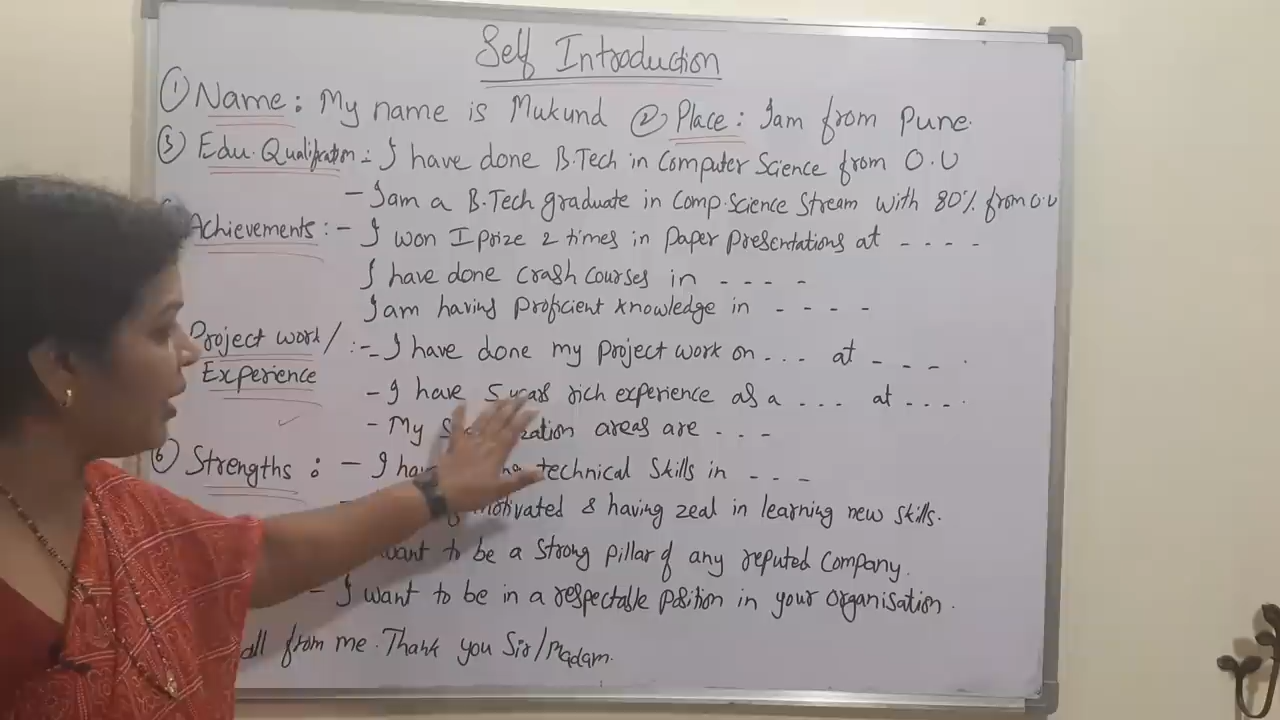 Self Introduction
① Name: My name is Mukund ② Place: I am from Pune.
③ Edu. Qualification:- I have done B.Tech in Computer Science from O.U
- I am a B.Tech graduate in Comp. Science Stream with 80% from O.U
Achievements:- I won I prize 2 times in Paper Presentations at - - - -
I have done crash courses in - - - -
I am having proficient knowledge in - - - -
Project work/ :- - I have done my project work on . . . at - - -
Experience
- I have 5 years rich experience as a . . . at - . . .
- My areas are - - -
⑥ Strengths : - I technical skills in - - -
motivated & having zeal in learning new skills.
want to be a strong pillar of any reputed company.
- I want to be in a respectable position in your organisation.
all from me. Thank you Sir/Madam.